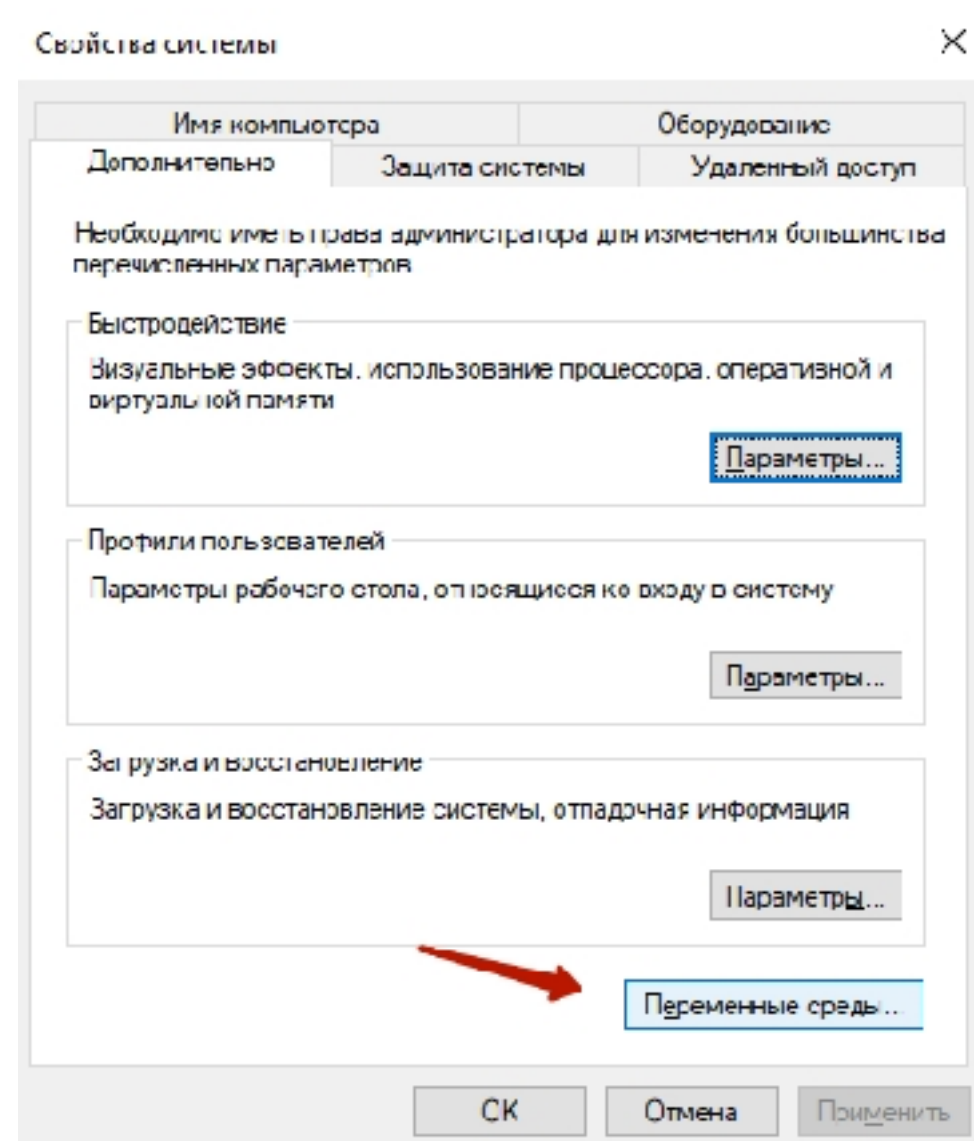 Свойства системы
Имя компьютера
Оборудование
Дополнительно
Защита системы
Удаленный доступ
Необходимо иметь права администратора для изменения большинства
перечисленных параметров.
Быстродействие
Визуальные эффекты, использование процессора, оперативной и
виртуальной памяти
Параметры...
Профили пользователей
Параметры рабочего стола, относящиеся ко входу в систему
Параметры...
Загрузка и восстановление
Загрузка и восстановление системы, отладочная информация
Параметры...
Переменные среды...
ОК
Отмена
Применить